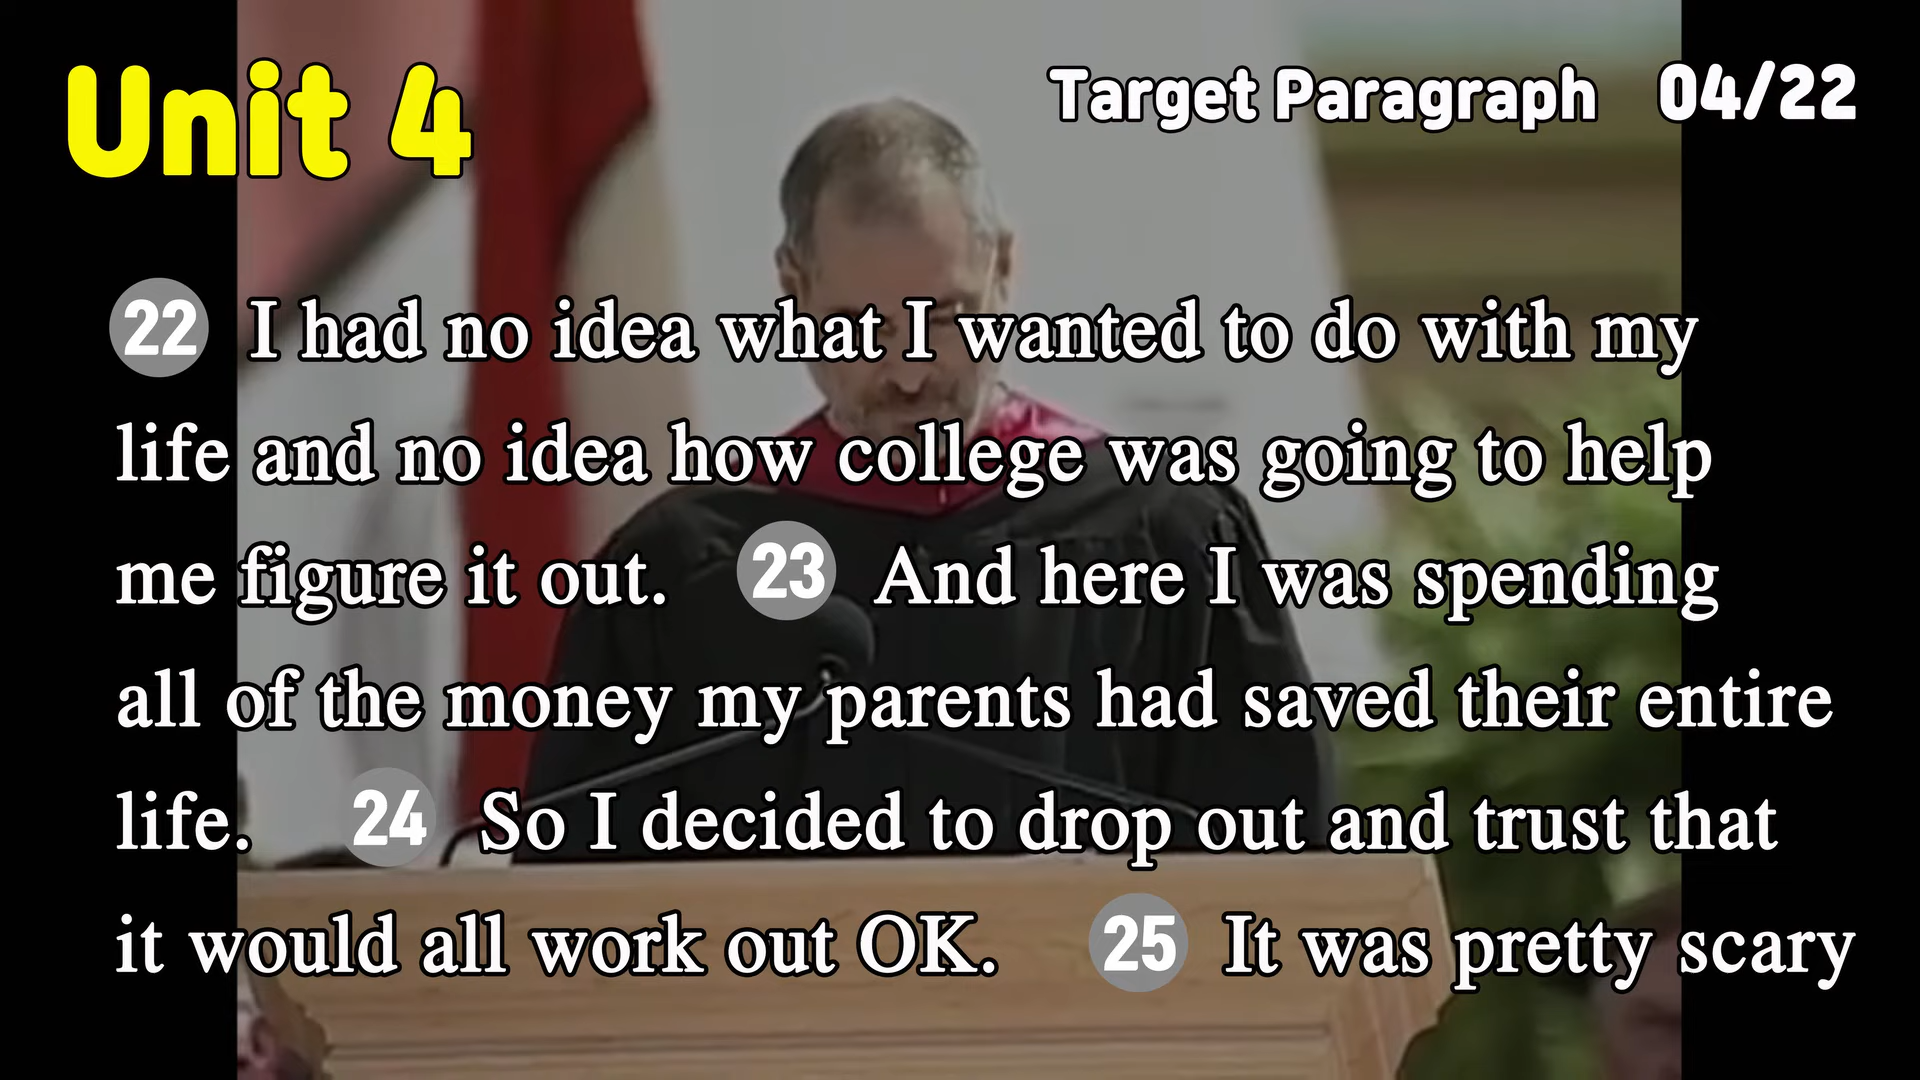 Unit 4
Target Paragraph 04/22
22 I had no idea what I wanted to do with my
life and no idea how college was going to help
me figure it out. 23 And here I was spending
all of the money my parents had saved their entire
life. 24 So I decided to drop out and trust that
it would all work out OK. 25 It was pretty scary